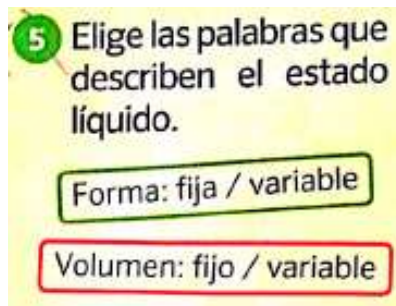 5 Elige las palabras que
describen el estado
líquido.
Forma: fija / variable
Volumen: fijo / variable